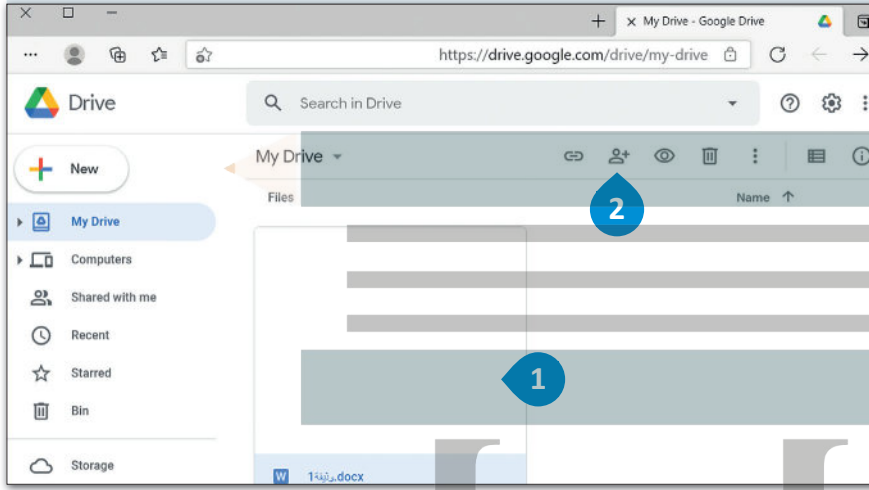 My Drive - Google Drive
https://drive.google.com/drive/my-drive
Drive
Search in Drive
New
My Drive
Files
Name
2
My Drive
Computers
Shared with me
Recent
Starred
1
Bin
Storage
W
وثيقة1.docx